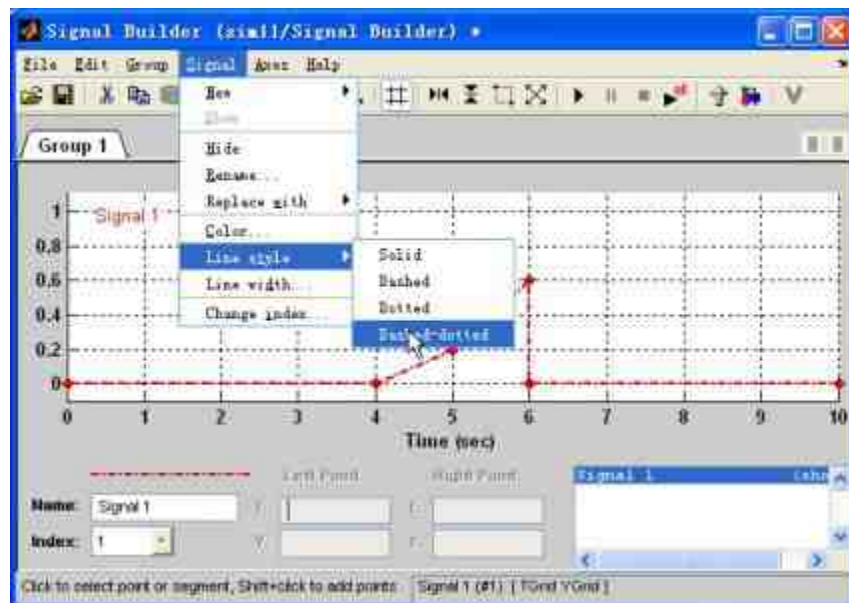 Signal Builder (sim11/Signal Builder) *
File Edit Group Signal Axes Help
New
Show
Group 1
Hide
Rename...
Replace with
Signal 1
Color...
Line style
Line width...
Change index...
Solid
Dashed
Dotted
Dashed-dotted
1
0.8
0.6
0.4
0.2
0
0 1 2 3 4 5 6 7 8 9 10
Time (sec)
Left Point Right Point
Name: Signal 1
Index: 1
Signal 1
Click to select point or segment, Shift+click to add points
Signal 1 (#1) [ TGrid YGrid ]